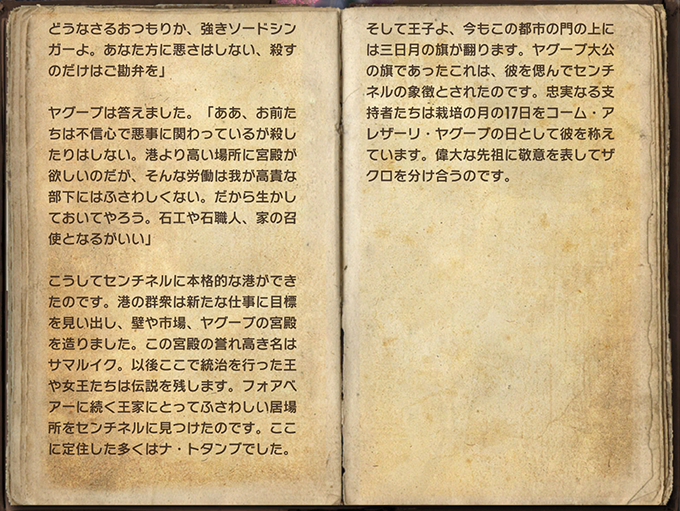 どうなさるおつもりか、強きソードシン
ガーよ。あなた方に悪さはしない、殺す
のだけはご勘弁を」
ヤグーブは答えました。「ああ、お前た
ちは不信心で悪事に関わっているが殺し
たりはしない。港より高い場所に宮殿が
欲しいのだが、そんな労働は我が高貴な
部下にはふさわしくない。だから生かし
ておいてやろう。石工や石職人、家の召
使となるがいい」
こうしてセンチネルに本格的な港ができ
たのです。港の群衆は新たな仕事に目標
を見い出し、壁や市場、ヤグーブの宮殿
を造りました。この宮殿の誉れ高き名は
サマルイク。以後ここで統治を行った王
や女王たちは伝説を残します。フォアベ
アーに続く王家にとってふさわしい居場
所をセンチネルに見つけたのです。ここ
に定住した多くはナ・トタンブでした。
そして王子よ、今もこの都市の門の上に
は三日月の旗が翻ります。ヤグーブ大公
の旗であったこれは、彼を偲んでセンチ
ネルの象徴とされたのです。忠実なる支
持者たちは栽培の月の17日をコーム・ア
レザーリ・ヤグーブの日として彼を称え
ています。偉大な先祖に敬意を表してザ
クロを分け合うのです。